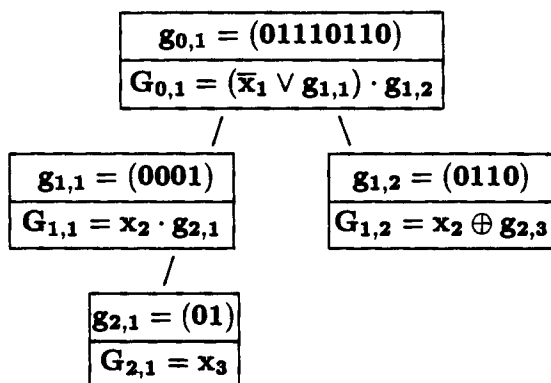 g₀,₁ = (01110110)
G₀,₁ = (x̅₁ ∨ g₁,₁) · g₁,₂
g₁,₁ = (0001)
g₁,₂ = (0110)
G₁,₁ = x₂ · g₂,₁
G₁,₂ = x₂ ⊕ g₂,₃
g₂,₁ = (01)
G₂,₁ = x₃